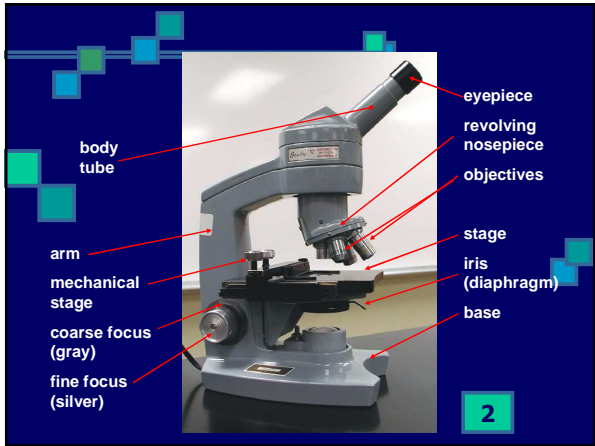 eyepiece
revolving
nosepiece
objectives
body
tube
stage
arm
iris
(diaphragm)
mechanical
stage
base
coarse focus
(gray)
fine focus
(silver)
2